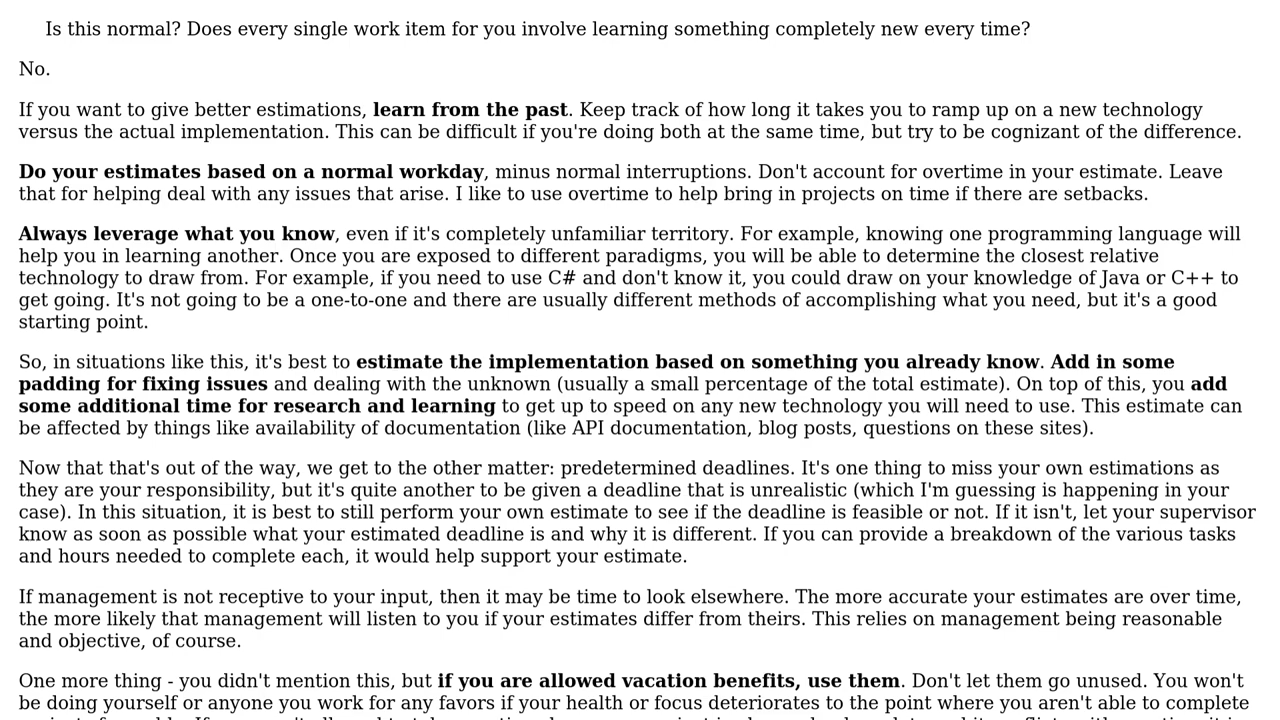 Is this normal? Does every single work item for you involve learning something completely new every time?
No.
If you want to give better estimations, learn from the past. Keep track of how long it takes you to ramp up on a new technology
versus the actual implementation. This can be difficult if you're doing both at the same time, but try to be cognizant of the difference.
Do your estimates based on a normal workday, minus normal interruptions. Don't account for overtime in your estimate. Leave
that for helping deal with any issues that arise. I like to use overtime to help bring in projects on time if there are setbacks.
Always leverage what you know, even if it's completely unfamiliar territory. For example, knowing one programming language will
help you in learning another. Once you are exposed to different paradigms, you will be able to determine the closest relative
technology to draw from. For example, if you need to use C# and don't know it, you could draw on your knowledge of Java or C++ to
get going. It's not going to be a one-to-one and there are usually different methods of accomplishing what you need, but it's a good
starting point.
So, in situations like this, it's best to estimate the implementation based on something you already know. Add in some
padding for fixing issues and dealing with the unknown (usually a small percentage of the total estimate). On top of this, you add
some additional time for research and learning to get up to speed on any new technology you will need to use. This estimate can
be affected by things like availability of documentation (like API documentation, blog posts, questions on these sites).
Now that that's out of the way, we get to the other matter: predetermined deadlines. It's one thing to miss your own estimations as
they are your responsibility, but it's quite another to be given a deadline that is unrealistic (which I'm guessing is happening in your
case). In this situation, it is best to still perform your own estimate to see if the deadline is feasible or not. If it isn't, let your supervisor
know as soon as possible what your estimated deadline is and why it is different. If you can provide a breakdown of the various tasks
and hours needed to complete each, it would help support your estimate.
If management is not receptive to your input, then it may be time to look elsewhere. The more accurate your estimates are over time,
the more likely that management will listen to you if your estimates differ from theirs. This relies on management being reasonable
and objective, of course.
One more thing - you didn't mention this, but if you are allowed vacation benefits, use them. Don't let them go unused. You won't
be doing yourself or anyone you work for any favors if your health or focus deteriorates to the point where you aren't able to complete